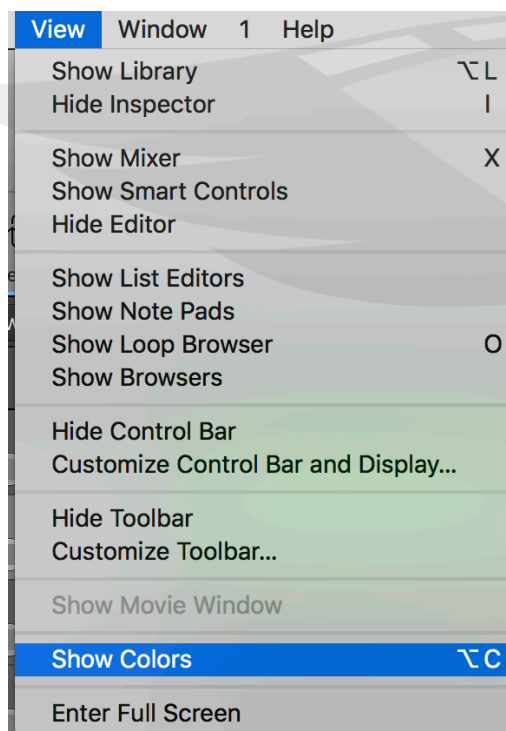 View Window 1 Help
Show Library ⌥L
Hide Inspector I
Show Mixer X
Show Smart Controls
Hide Editor
Show List Editors
Show Note Pads
Show Loop Browser O
Show Browsers
Hide Control Bar
Customize Control Bar and Display...
Hide Toolbar
Customize Toolbar...
Show Movie Window
Show Colors ⌥C
Enter Full Screen